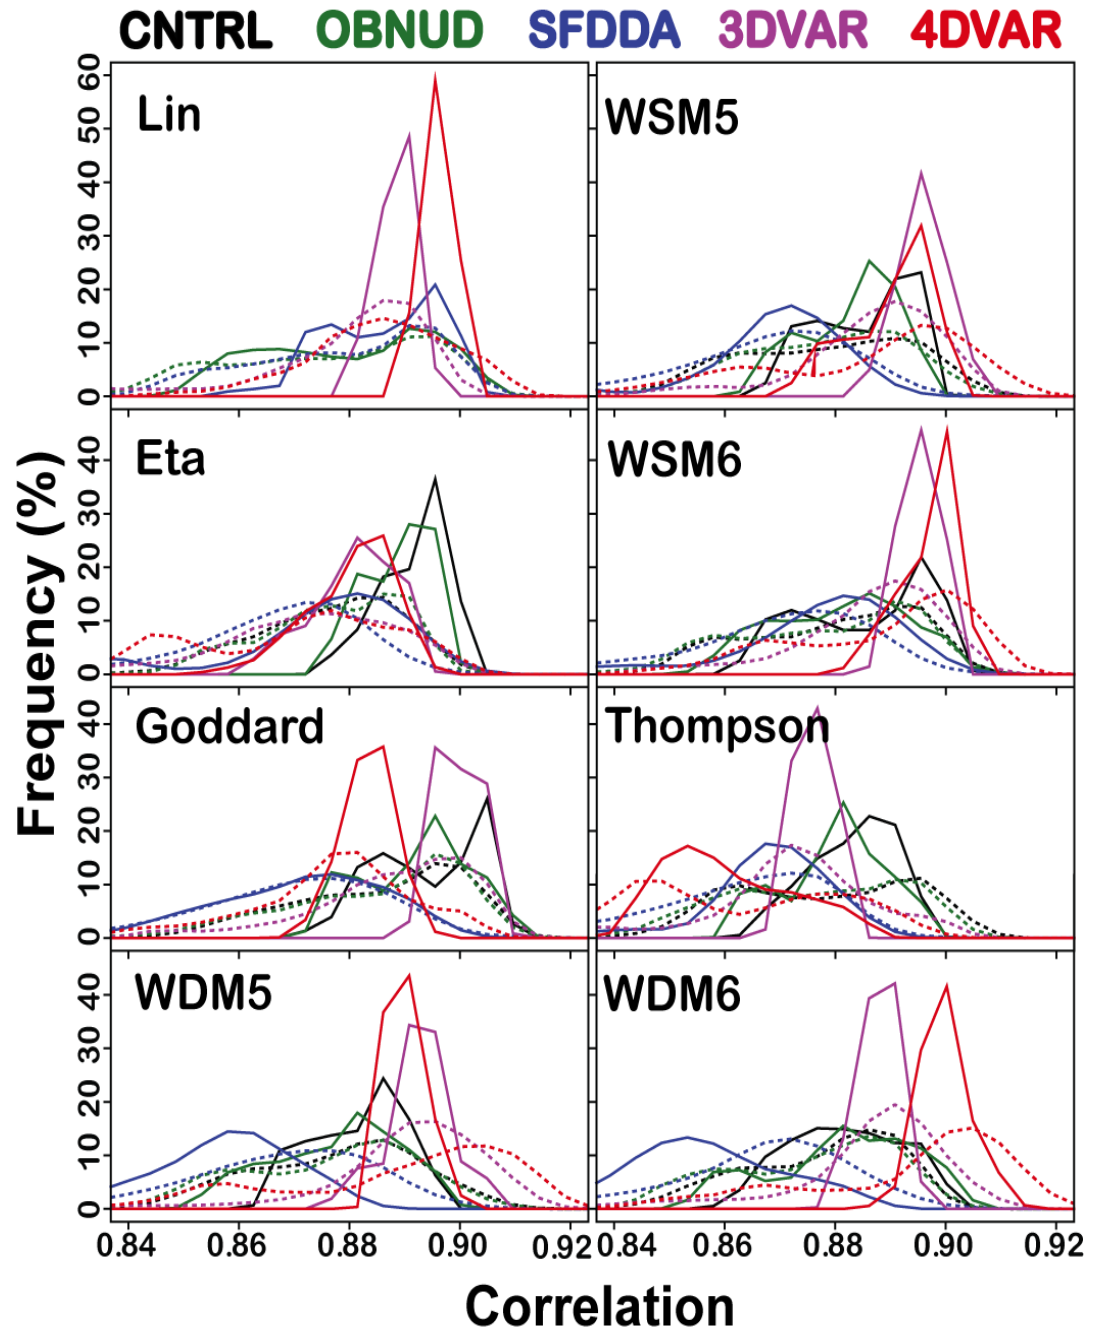 CNTRL OBNUD SFDDA 3DVAR 4DVAR
Lin
WSM5
60
50
40
30
20
10
0
Eta
WSM6
40
30
20
10
0
Goddard
Thompson
40
30
20
10
0
WDM5
WDM6
40
30
20
10
0
0.84 0.86 0.88 0.90 0.92 0.84 0.86 0.88 0.90 0.92
Frequency (%)
Correlation